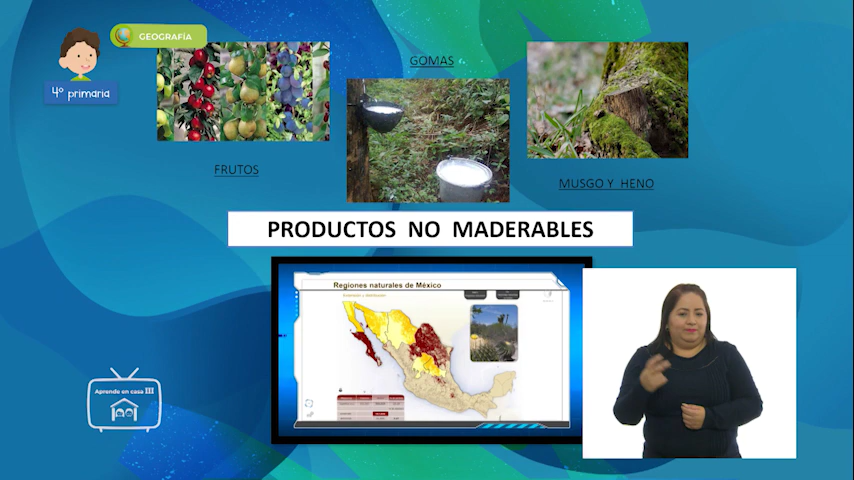 GEOGRAFÍA
4° primaria
GOMAS
FRUTOS
MUSGO Y HENO
PRODUCTOS NO MADERABLES
Regiones naturales de México
Aprende en casa III